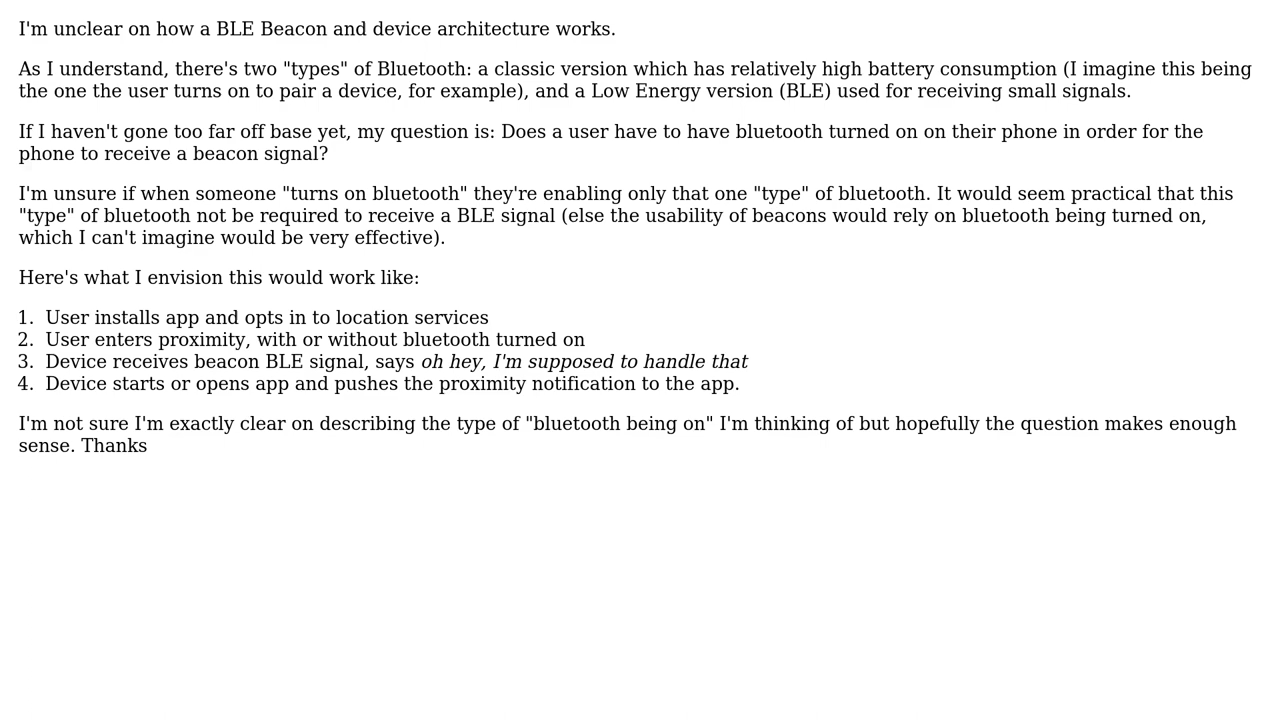 I'm unclear on how a BLE Beacon and device architecture works.
As I understand, there's two "types" of Bluetooth: a classic version which has relatively high battery consumption (I imagine this being
the one the user turns on to pair a device, for example), and a Low Energy version (BLE) used for receiving small signals.
If I haven't gone too far off base yet, my question is: Does a user have to have bluetooth turned on on their phone in order for the
phone to receive a beacon signal?
I'm unsure if when someone "turns on bluetooth" they're enabling only that one "type" of bluetooth. It would seem practical that this
"type" of bluetooth not be required to receive a BLE signal (else the usability of beacons would rely on bluetooth being turned on,
which I can't imagine would be very effective).
Here's what I envision this would work like:
1. User installs app and opts in to location services
2. User enters proximity, with or without bluetooth turned on
3. Device receives beacon BLE signal, says oh hey, I'm supposed to handle that
4. Device starts or opens app and pushes the proximity notification to the app.
I'm not sure I'm exactly clear on describing the type of "bluetooth being on" I'm thinking of but hopefully the question makes enough
sense. Thanks